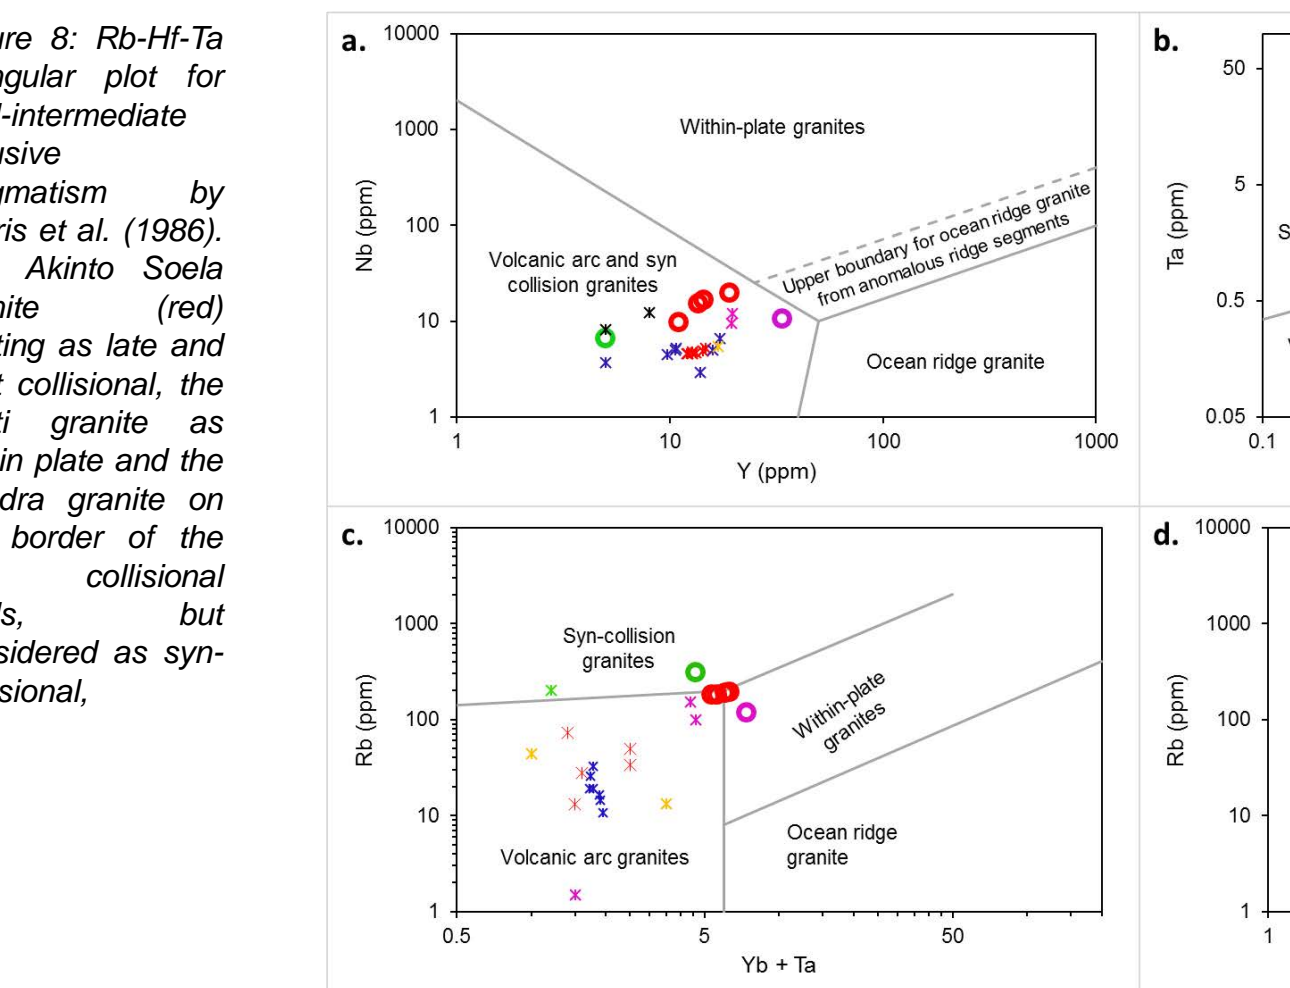 ure 8: Rb-Hf-Ta
ngular plot for
l-intermediate
usive
gmatism by
ris et al. (1986).
Akinto Soela
nite (red)
ting as late and
t collisional, the
ti granite as
in plate and the
dra granite on
border of the
collisional
ls, but
sidered as syn-
sional,
a.
10000
1000
100
10
1
Nb (ppm)
Within-plate granites
Volcanic arc and syn
collision granites
Upper boundary for ocean ridge granite
from anomalous ridge segments
Ocean ridge granite
1 10 100 1000
Y (ppm)
b.
50
5
0.5
0.05
Ta (ppm)
S
0.1
c.
10000
1000
100
10
1
Rb (ppm)
Syn-collision
granites
Within-plate
granites
Volcanic arc granites
Ocean ridge
granite
0.5 5 50
Yb + Ta
d.
10000
1000
100
10
1
Rb (ppm)
1